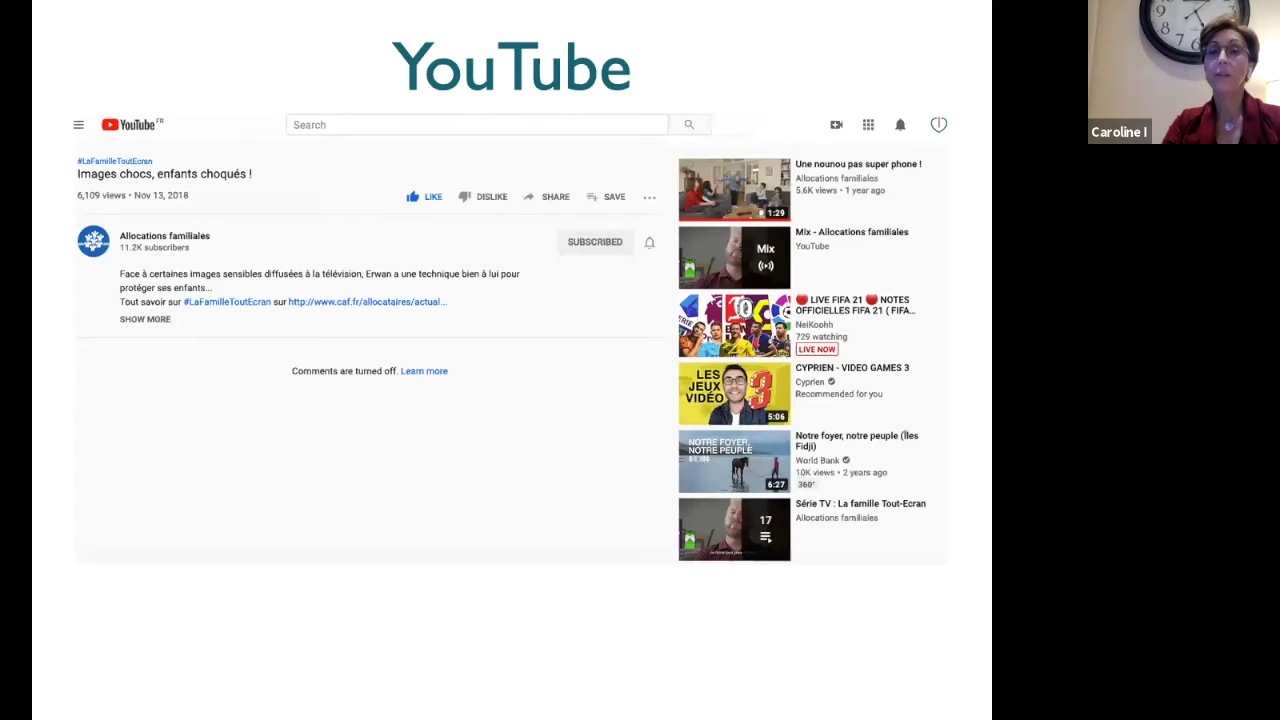 YouTube
YouTube FR
Search
#LaFamilleToutEcran
Images chocs, enfants choqués !
6,109 views • Nov 13, 2018
LIKE
DISLIKE
SHARE
SAVE
Allocations familiales
11.2K subscribers
SUBSCRIBED
Face à certaines images sensibles diffusées à la télévision, Erwan a une technique bien à lui pour
protéger ses enfants...
Tout savoir sur #LaFamilleToutEcran sur http://www.caf.fr/allocataires/actual...
SHOW MORE
Comments are turned off. Learn more
1:29
Une nounou pas super phone !
Allocations familiales
5.6K views • 1 year ago
Mix
Mix - Allocations familiales
YouTube
LIVE FIFA 21 NOTES
OFFICIELLES FIFA 21 ( FIFA...
NeiKoohh
729 watching
LIVE NOW
LES
JEUX
VIDÉO
3
5:06
CYPRIEN - VIDEO GAMES 3
Cyprien
Recommended for you
NOTRE FOYER,
NOTRE PEUPLE
6:27
Notre foyer, notre peuple (Îles
Fidji)
World Bank
10K views • 2 years ago
360°
17
Série TV : La famille Tout-Ecran
Allocations familiales
Caroline I